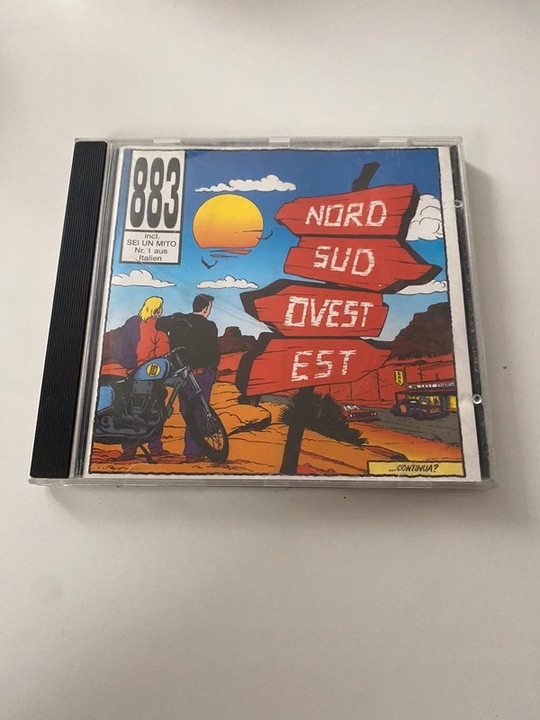 883
incl.
SEI UN MITO
Nr. 1 aus
Italien
NORD
SUD
OVEST
EST
...CONTINUA?